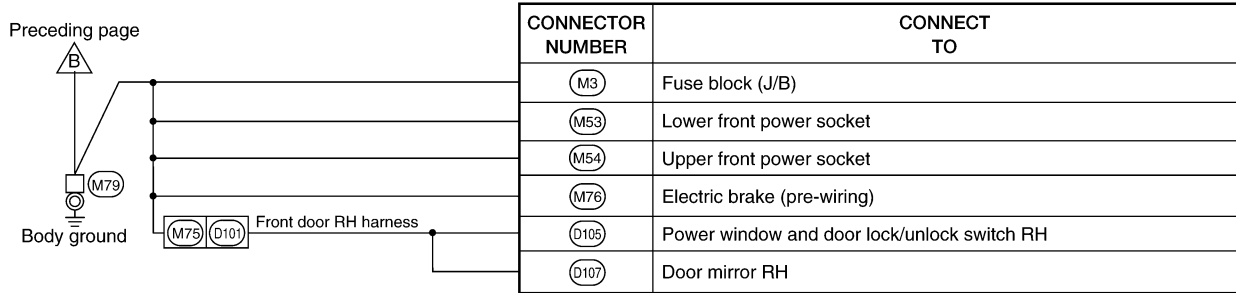 Preceding page
B
M79
Body ground
M75 D101 Front door RH harness
CONNECTOR NUMBER CONNECT TO
M3 Fuse block (J/B)
M53 Lower front power socket
M54 Upper front power socket
M76 Electric brake (pre-wiring)
D105 Power window and door lock/unlock switch RH
D107 Door mirror RH